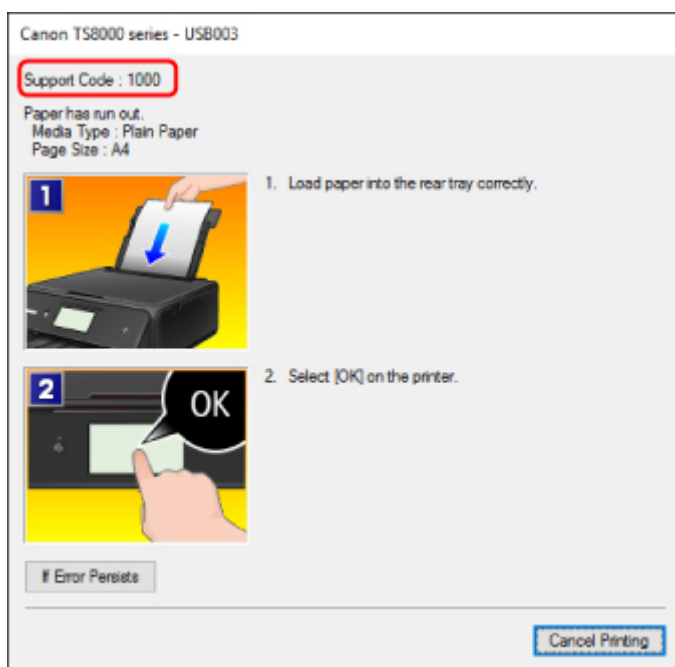 Canon TS8000 series - USB003
Support Code : 1000
Paper has run out.
Media Type : Plain Paper
Page Size : A4
1
1. Load paper into the rear tray correctly.
2
OK
2. Select [OK] on the printer.
If Error Persists
Cancel Printing